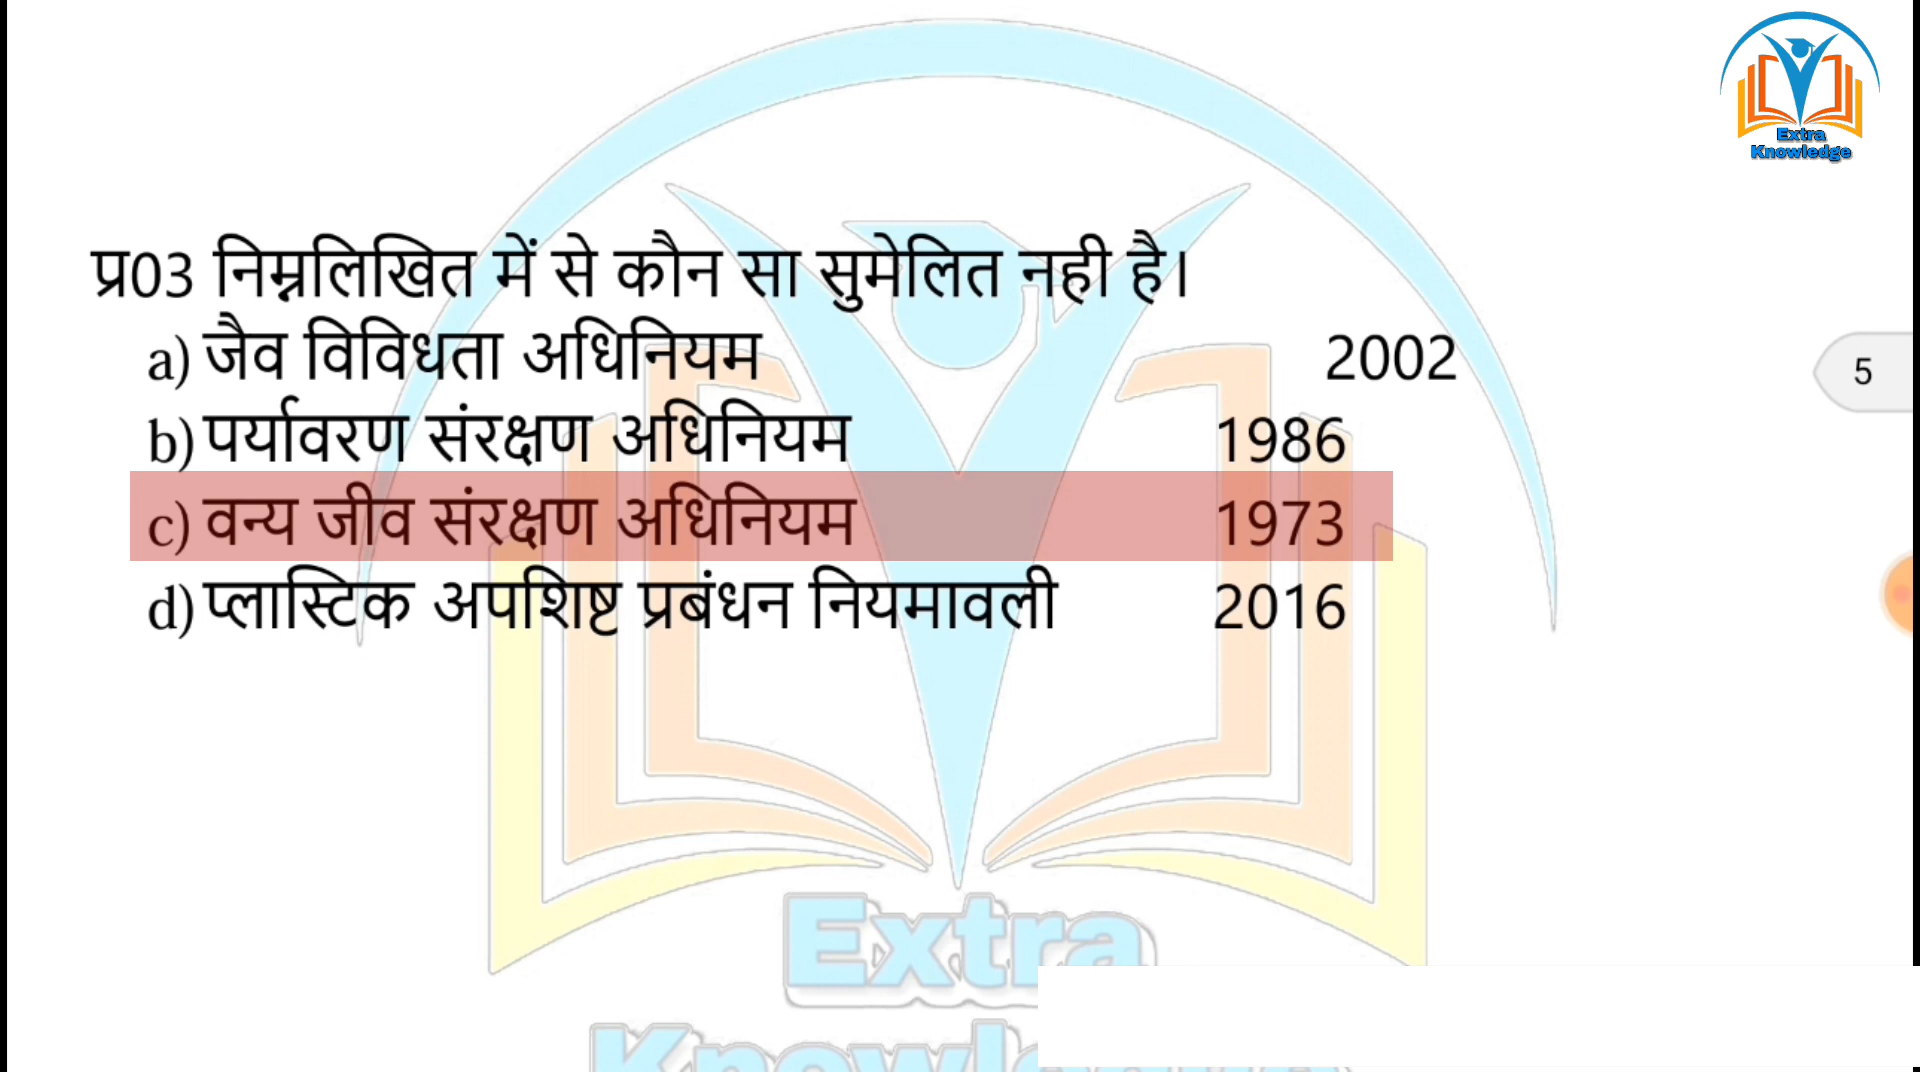 Extra
Knowledge
प्र03 निम्नलिखित में से कौन सा सुमेलित नही है।
a) जैव विविधता अधिनियम 2002
b) पर्यावरण संरक्षण अधिनियम 1986
c) वन्य जीव संरक्षण अधिनियम 1973
d) प्लास्टिक अपशिष्ट प्रबंधन नियमावली 2016
5
Extra